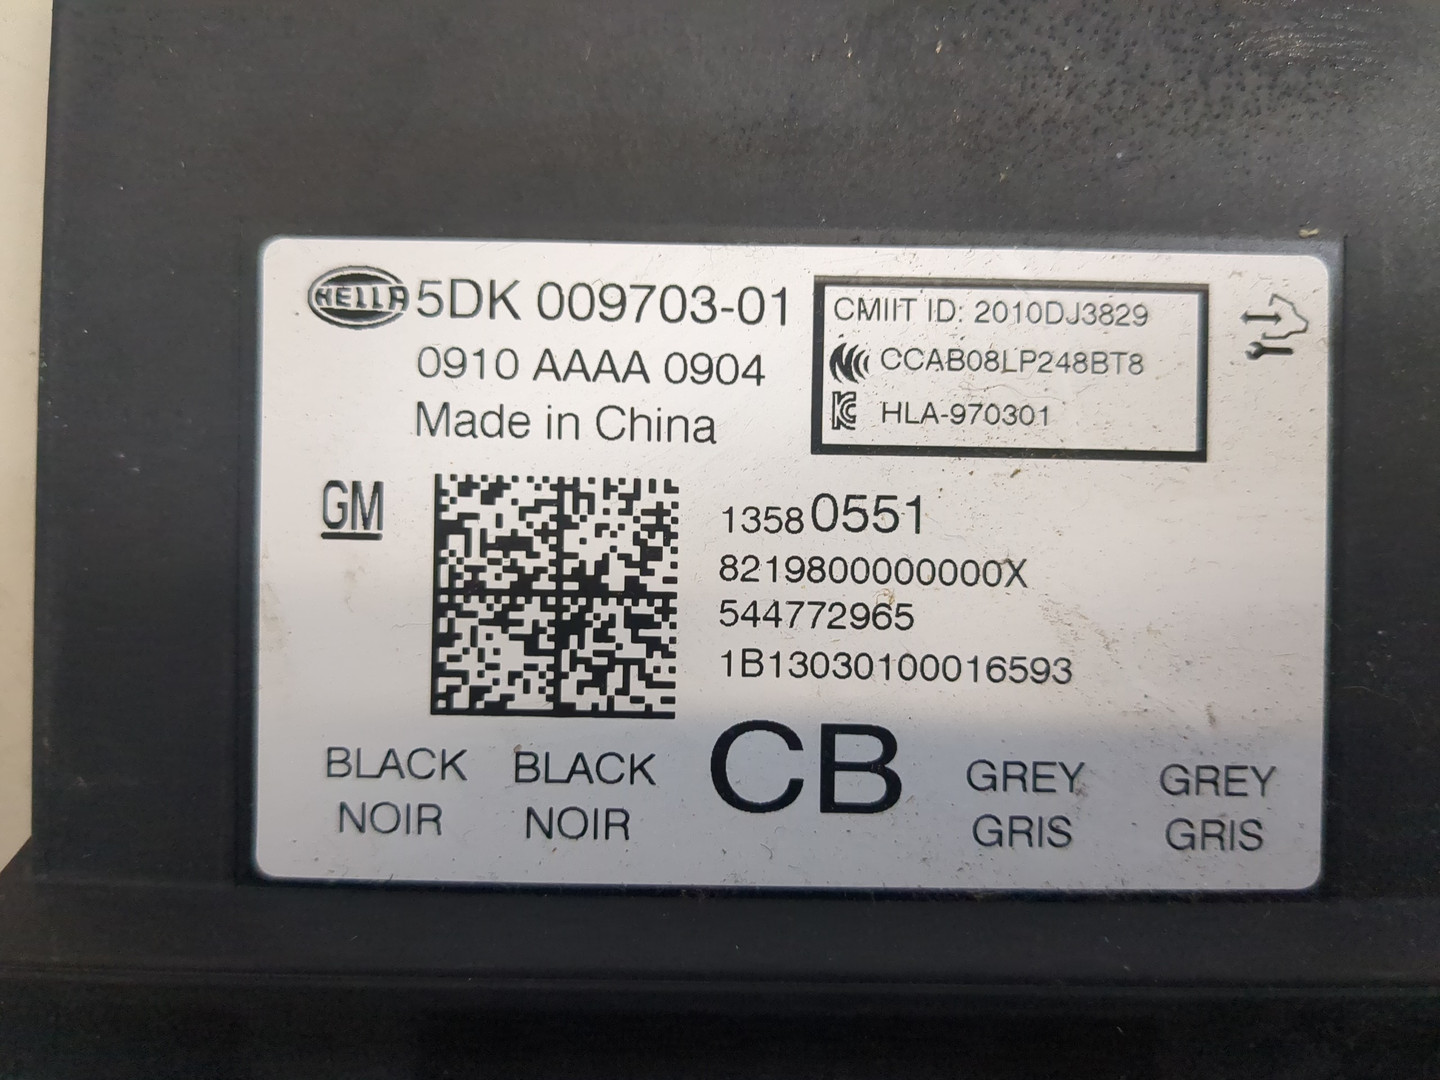 HELLA 5DK 009703-01
0910 AAAA 0904
Made in China
CMIIT ID: 2010DJ3829
CCAB08LP248BT8
HLA-970301
GM
13580551
8219800000000X
544772965
1B13030100016593
BLACK BLACK CB GREY GREY
NOIR NOIR GRIS GRIS